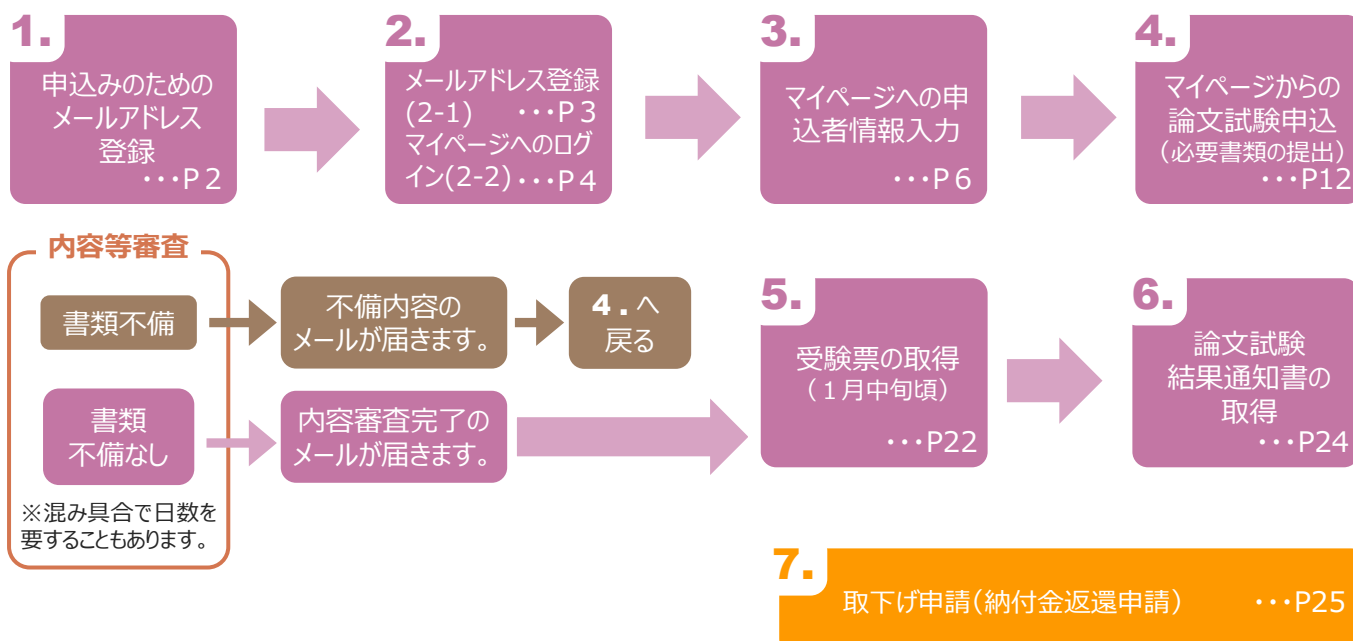 1.
申込みのための
メールアドレス
登録
・・・P２
2.
メールアドレス登録
(2-1) ・・・P３
マイページへのログ
イン(2-2)・・・P４
3.
マイページへの申
込者情報入力
・・・P６
4.
マイページからの
論文試験申込
（必要書類の提出）
・・・P12
内容等審査
書類不備
不備内容の
メールが届きます。
４．へ
戻る
書類
不備なし
内容審査完了の
メールが届きます。
※混み具合で日数を
要することもあります。
5.
受験票の取得
（１月中旬頃）
・・・P22
6.
論文試験
結果通知書の
取得
・・・P24
7.
取下げ申請（納付金返還申請） ・・・P25